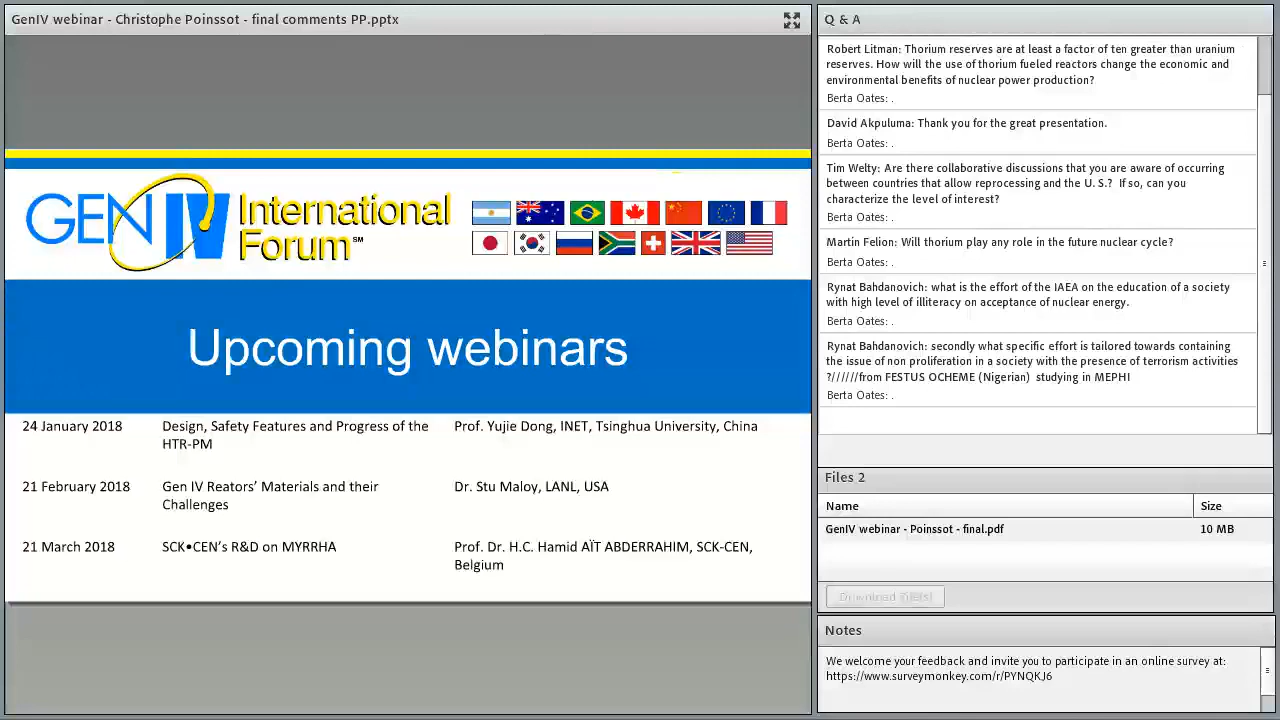 GenIV webinar - Christophe Poinssot - final comments PP.pptx
GEN IV International
Forum℠
Upcoming webinars
24 January 2018 Design, Safety Features and Progress of the Prof. Yujie Dong, INET, Tsinghua University, China
HTR-PM
21 February 2018 Gen IV Reators’ Materials and their Dr. Stu Maloy, LANL, USA
Challenges
21 March 2018 SCK•CEN’s R&D on MYRRHA Prof. Dr. H.C. Hamid AÏT ABDERRAHIM, SCK-CEN,
Belgium
Q & A
Robert Litman: Thorium reserves are at least a factor of ten greater than uranium
reserves. How will the use of thorium fueled reactors change the economic and
environmental benefits of nuclear power production?
Berta Oates: .
David Akpuluma: Thank you for the great presentation.
Berta Oates: .
Tim Welty: Are there collaborative discussions that you are aware of occurring
between countries that allow reprocessing and the U. S.? If so, can you
characterize the level of interest?
Berta Oates: .
Martin Felion: Will thorium play any role in the future nuclear cycle?
Berta Oates: .
Rynat Bahdanovich: what is the effort of the IAEA on the education of a society
with high level of illiteracy on acceptance of nuclear energy.
Berta Oates: .
Rynat Bahdanovich: secondly what specific effort is tailored towards containing
the issue of non proliferation in a society with the presence of terrorism activities
?//////from FESTUS OCHEME (Nigerian) studying in MEPHI
Berta Oates: .
Files 2
Name Size
GenIV webinar - Poinssot - final.pdf 10 MB
Download File(s)
Notes
We welcome your feedback and invite you to participate in an online survey at:
https://www.surveymonkey.com/r/PYNQKJ6